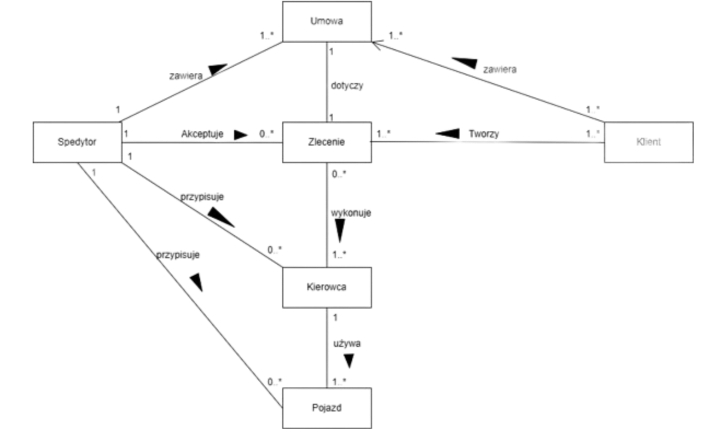 Umowa
1..* 1..*
1
zawiera zawiera
dotyczy
1 1 1..*
Spedytor 1 Akceptuje 0..* Zlecenie 1..* Tworzy 1..* Klient
1 0..*
1
przypisuje wykonuje
0..* 1..*
przypisuje
Kierowca
1
używa
0..* 1..*
Pojazd